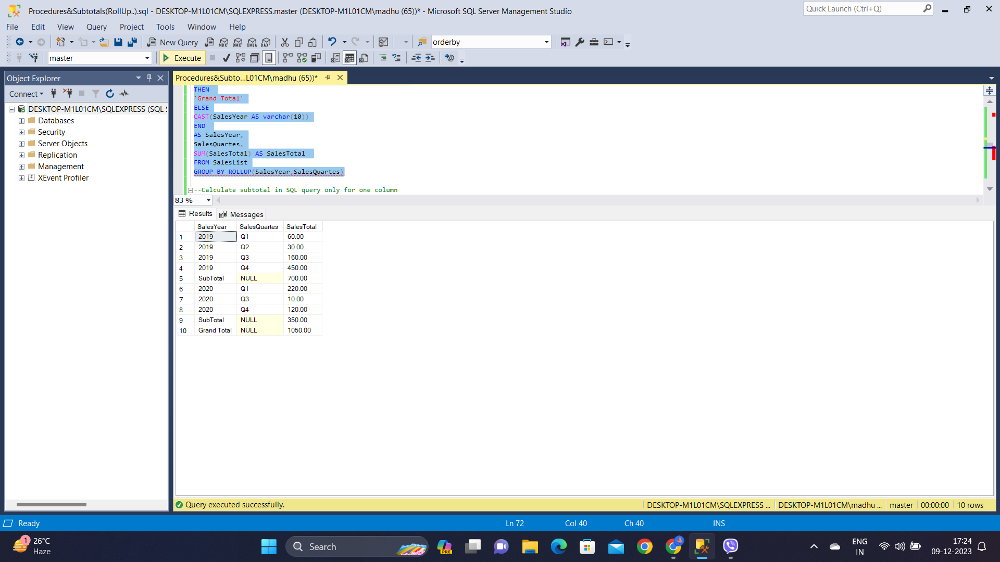 Procedures&Subtotals(RollUp..).sql - DESKTOP-M1L01CM\SQLEXPRESS.master (DESKTOP-M1L01CM\madhu (65))* - Microsoft SQL Server Management Studio
Quick Launch (Ctrl+Q)
File Edit View Query Project Tools Window Help
New Query MDX DMX XMLA DAX orderby
master Execute
Object Explorer
Connect
DESKTOP-M1L01CM\SQLEXPRESS (SQL S
Databases
Security
Server Objects
Replication
Management
XEvent Profiler
Procedures&Subto...L01CM\madhu (65))*
THEN
'Grand Total'
ELSE
CAST(SalesYear AS varchar(10))
END
AS SalesYear,
SalesQuartes,
SUM(SalesTotal) AS SalesTotal
FROM SalesList
GROUP BY ROLLUP(SalesYear,SalesQuartes)
--Calculate subtotal in SQL query only for one column
83 %
Results Messages
SalesYear SalesQuartes SalesTotal
1 2019 Q1 60.00
2 2019 Q2 30.00
3 2019 Q3 160.00
4 2019 Q4 450.00
5 SubTotal NULL 700.00
6 2020 Q1 220.00
7 2020 Q3 10.00
8 2020 Q4 120.00
9 SubTotal NULL 350.00
10 Grand Total NULL 1050.00
Query executed successfully. DESKTOP-M1L01CM\SQLEXPRESS ... DESKTOP-M1L01CM\madhu ... master 00:00:00 10 rows
Ready Ln 72 Col 40 Ch 40 INS
1 26°C
Haze
Search
PRE
ENG
IN
17:24
09-12-2023